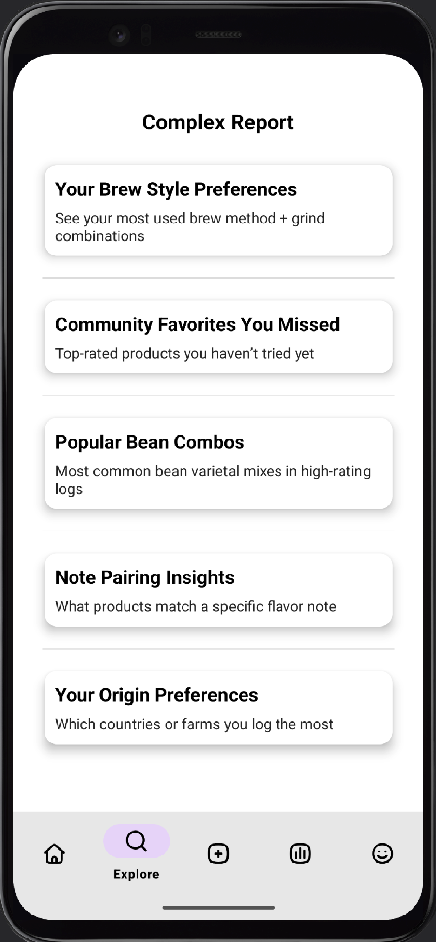 Complex Report
Your Brew Style Preferences
See your most used brew method + grind
combinations
Community Favorites You Missed
Top-rated products you haven't tried yet
Popular Bean Combos
Most common bean varietal mixes in high-rating
logs
Note Pairing Insights
What products match a specific flavor note
Your Origin Preferences
Which countries or farms you log the most
Explore